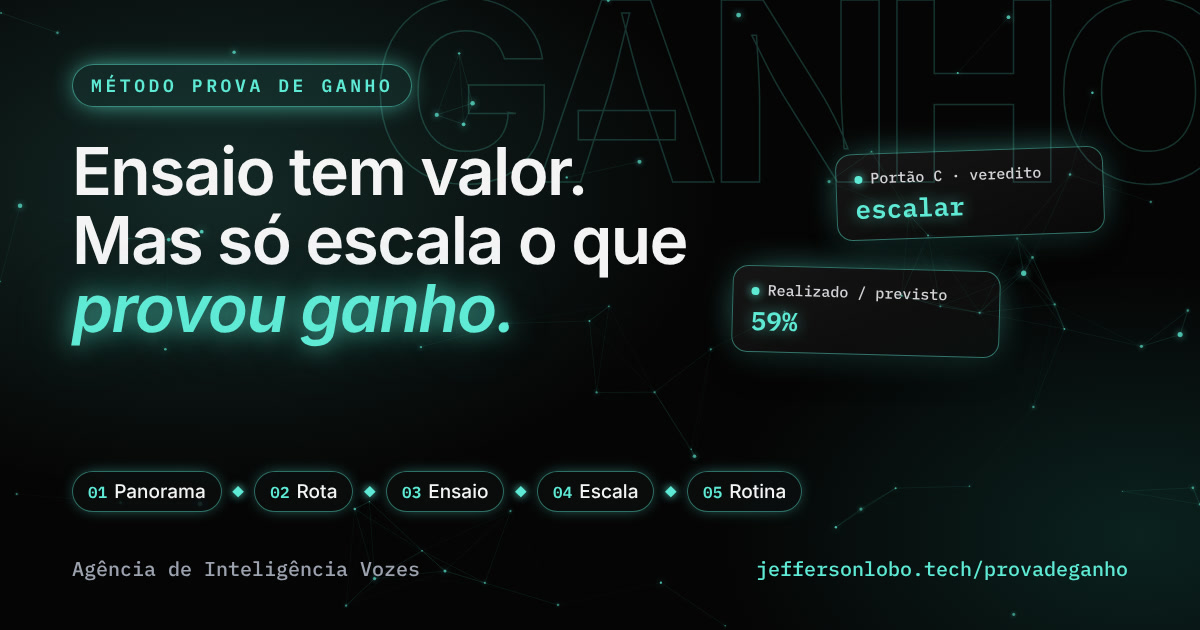 GANHO
MÉTODO PROVA DE GANHO
Ensaio tem valor.
Mas só escala o que
provou ganho.
Portão C · veredito
escalar
Realizado / previsto
59%
01 Panorama ◆ 02 Rota ◆ 03 Ensaio ◆ 04 Escala ◆ 05 Rotina
Agência de Inteligência Vozes
jeffersonlobo.tech/provadeganho